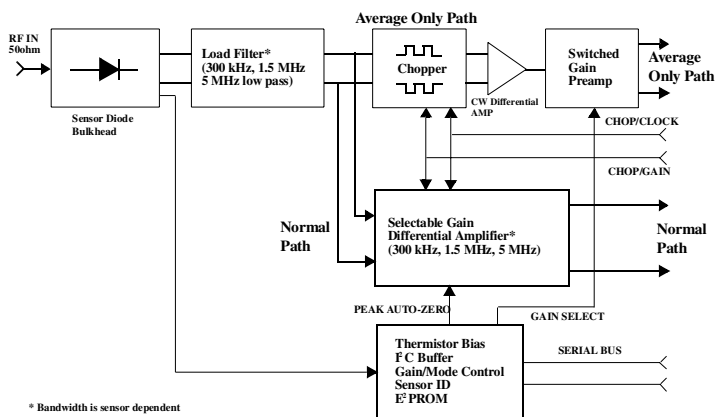 Average Only Path
RF IN
50ohm
Load Filter*
(300 kHz, 1.5 MHz
5 MHz low pass)
Chopper
Switched
Gain
Preamp
Average
Only Path
Sensor Diode
Bulkhead
CW Differential
AMP
CHOP/CLOCK
CHOP/GAIN
Normal
Path
Selectable Gain
Differential Amplifier*
(300 kHz, 1.5 MHz, 5 MHz)
Normal
Path
PEAK AUTO-ZERO
GAIN SELECT
Thermistor Bias
I²C Buffer
Gain/Mode Control
Sensor ID
E²PROM
SERIAL BUS
* Bandwidth is sensor dependent